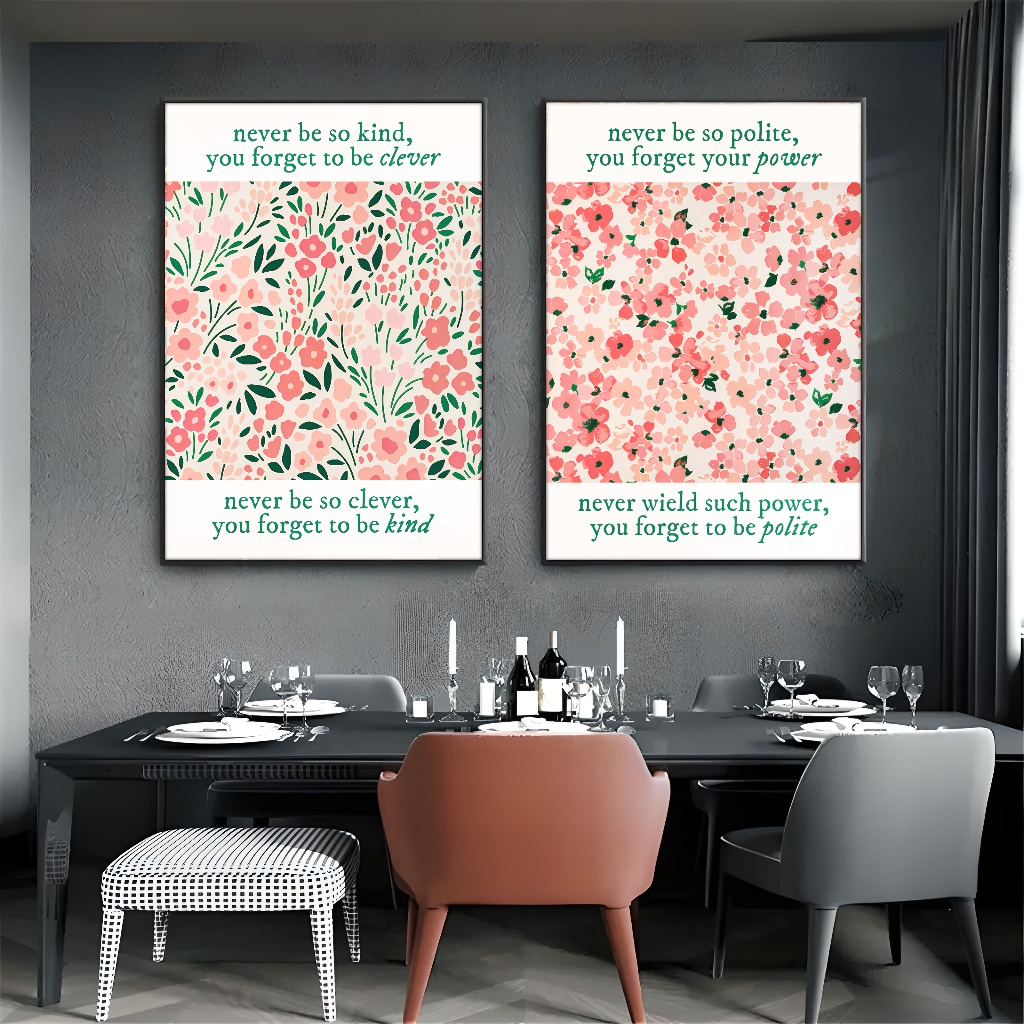 never be so kind,
you forget to be clever
never be so clever,
you forget to be kind
never be so polite,
you forget your power
never wield such power,
you forget to be polite